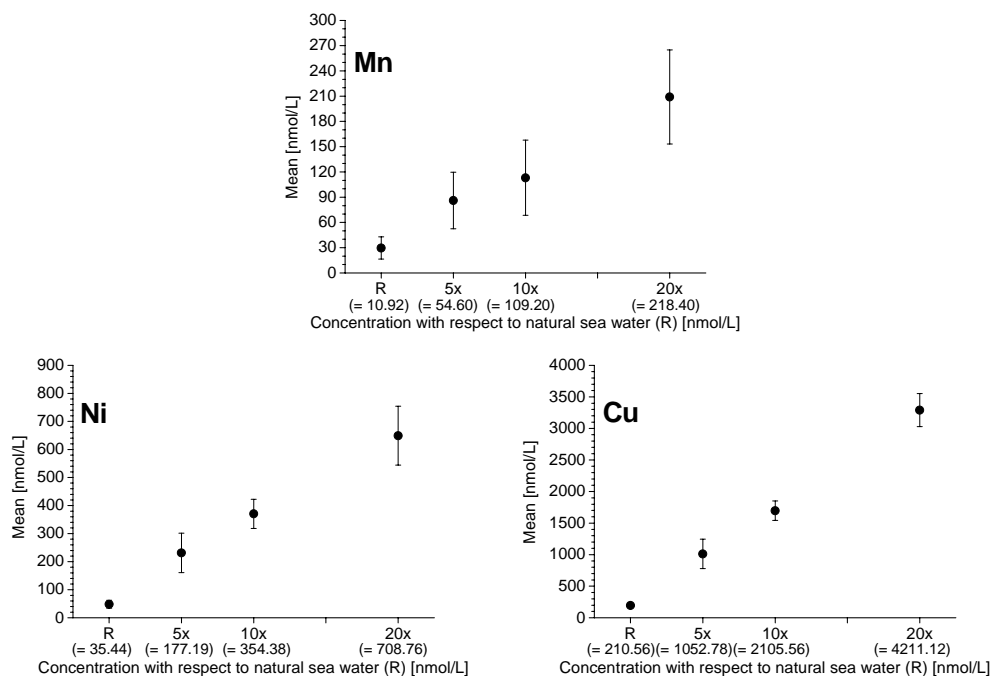 300
270
240
210
180
150
120
90
60
30
0
Mean [nmol/L]
Mn
R 5x 10x 20x
(= 10.92) (= 54.60) (= 109.20) (= 218.40)
Concentration with respect to natural sea water (R) [nmol/L]
900
800
700
600
500
400
300
200
100
0
Mean [nmol/L]
Ni
R 5x 10x 20x
(= 35.44) (= 177.19) (= 354.38) (= 708.76)
Concentration with respect to natural sea water (R) [nmol/L]
4000
3500
3000
2500
2000
1500
1000
500
0
Mean [nmol/L]
Cu
R 5x 10x 20x
(= 210.56) (= 1052.78) (= 2105.56) (= 4211.12)
Concentration with respect to natural sea water (R) [nmol/L]